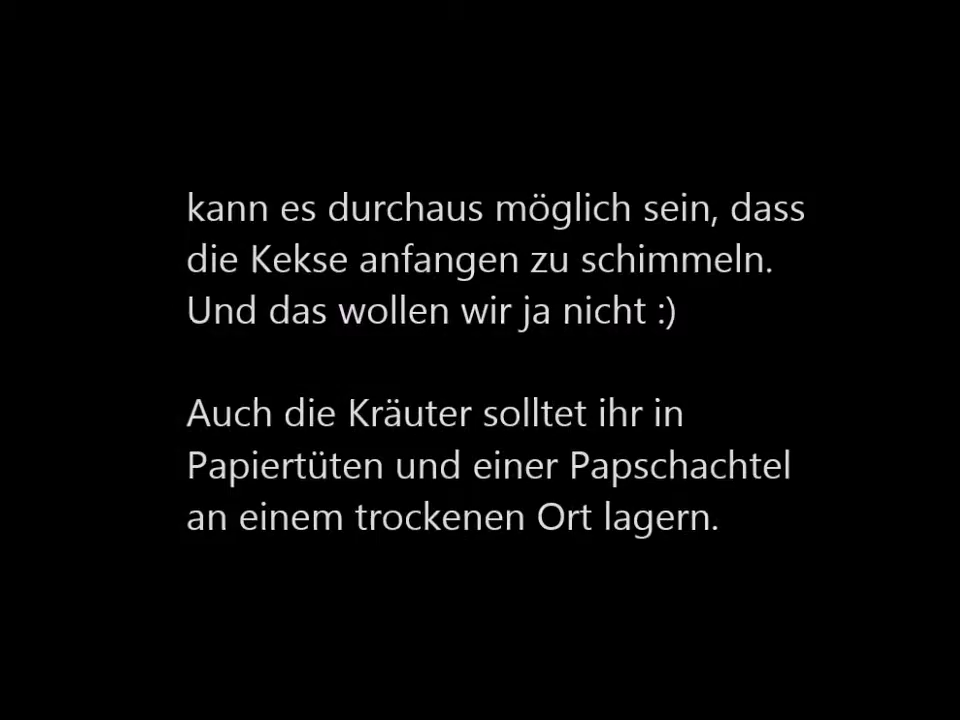 kann es durchaus möglich sein, dass
die Kekse anfangen zu schimmeln.
Und das wollen wir ja nicht :)
Auch die Kräuter solltet ihr in
Papiertüten und einer Papschachtel
an einem trockenen Ort lagern.